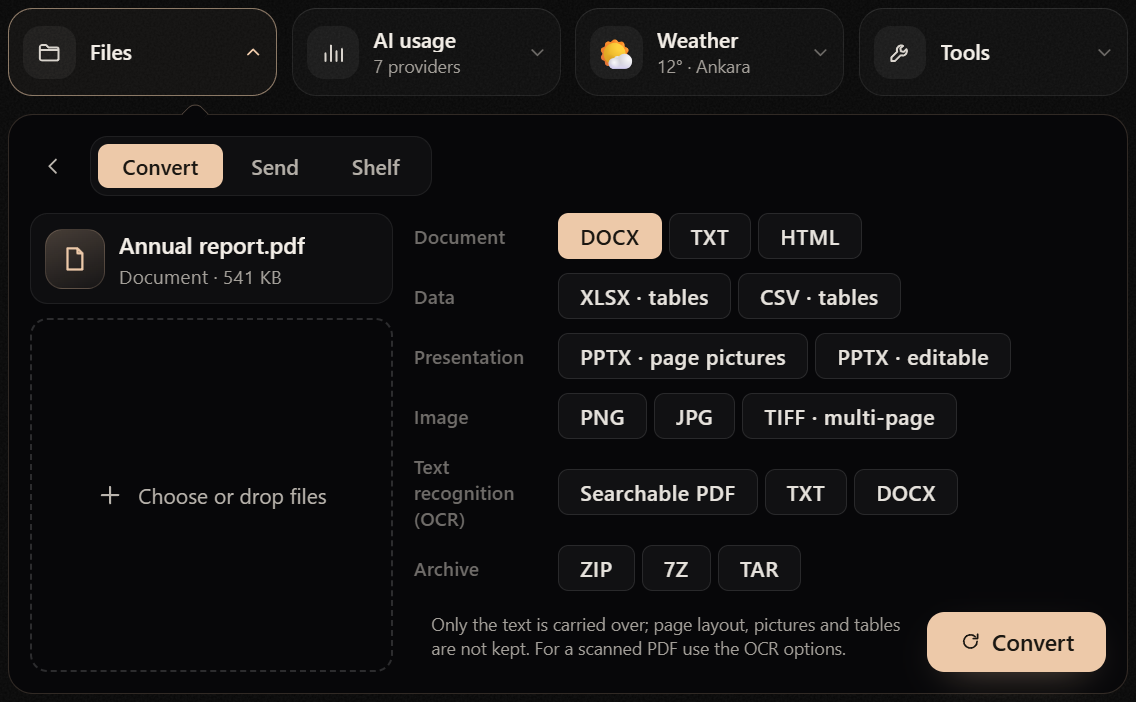 Files
AI usage
7 providers
Weather
12° · Ankara
Tools
Convert
Send
Shelf
Annual report.pdf
Document · 541 KB
Choose or drop files
Document
DOCX
TXT
HTML
Data
XLSX · tables
CSV · tables
Presentation
PPTX · page pictures
PPTX · editable
Image
PNG
JPG
TIFF · multi-page
Text
recognition
(OCR)
Searchable PDF
TXT
DOCX
Archive
ZIP
7Z
TAR
Only the text is carried over; page layout, pictures and tables
are not kept. For a scanned PDF use the OCR options.
Convert